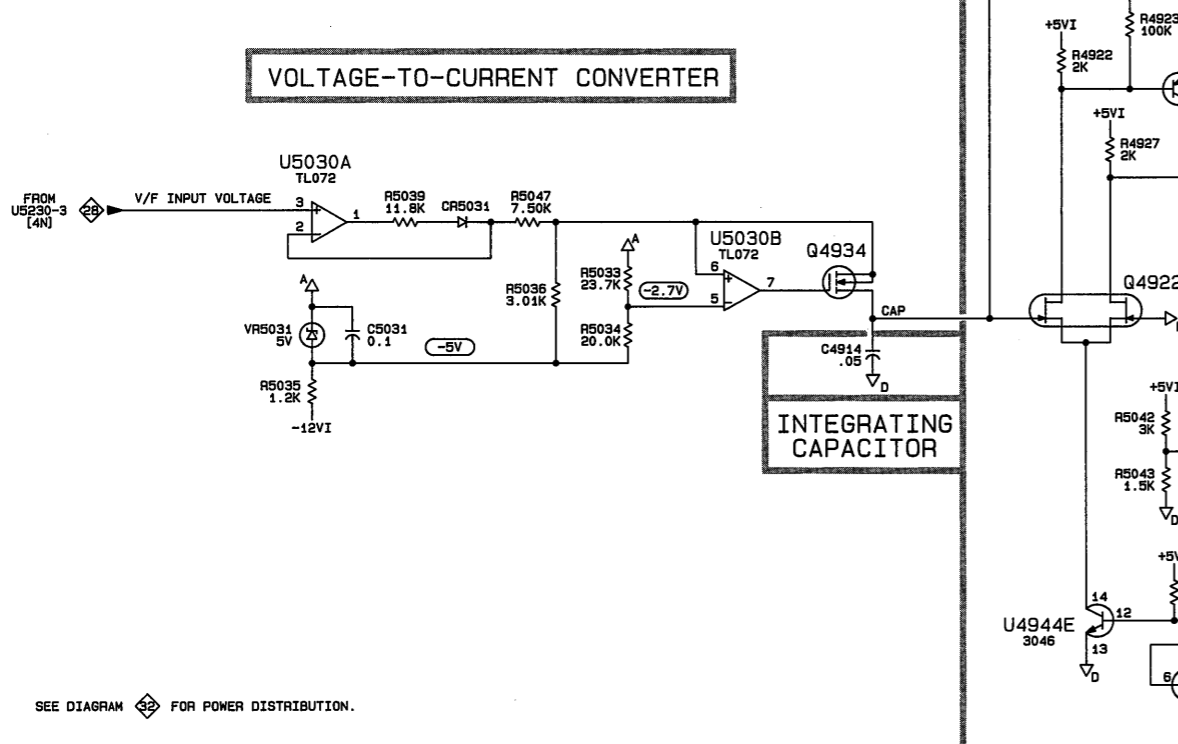 VOLTAGE-TO-CURRENT CONVERTER
U5030A
TL072
FROM
U5230-3
[4N]
28
V/F INPUT VOLTAGE
3
+
2
-
1
R5039
11.8K
CR5031
R5047
7.50K
A
VR5031
5V
C5031
0.1
R5035
1.2K
-12VI
-5V
R5036
3.01K
A
R5033
23.7K
-2.7V
R5034
20.0K
U5030B
TL072
6
+
5
-
7
Q4934
CAP
C4914
.05
D
INTEGRATING
CAPACITOR
+5VI
R4922
2K
R4923
100K
+5VI
R4927
2K
Q4922
+5VI
R5042
3K
R5043
1.5K
D
+5V
U4944E
3046
14
12
13
D
6
SEE DIAGRAM 32 FOR POWER DISTRIBUTION.